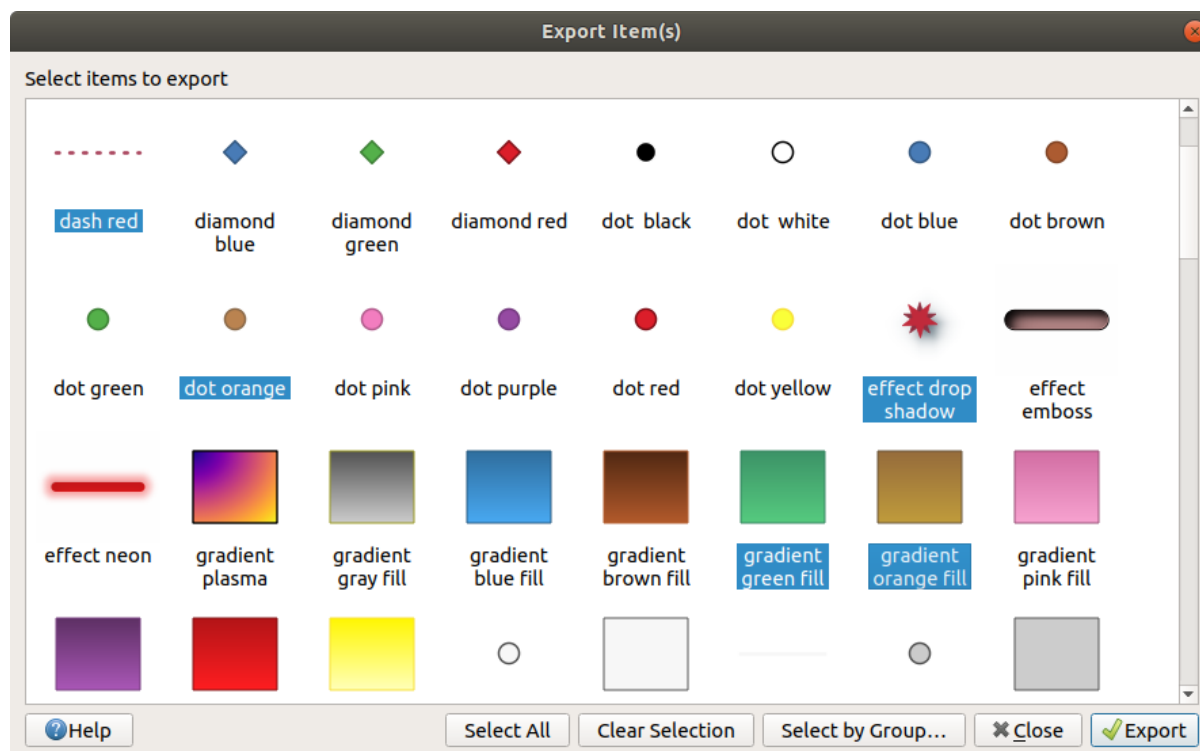 Export Item(s)
Select items to export
dash red
diamond
blue
diamond
green
diamond red
dot  black
dot  white
dot blue
dot brown
dot green
dot orange
dot pink
dot purple
dot red
dot yellow
effect drop
shadow
effect
emboss
effect neon
gradient
plasma
gradient
gray fill
gradient
blue fill
gradient
brown fill
gradient
green fill
gradient
orange fill
gradient
pink fill
Help
Select All
Clear Selection
Select by Group...
Close
Export